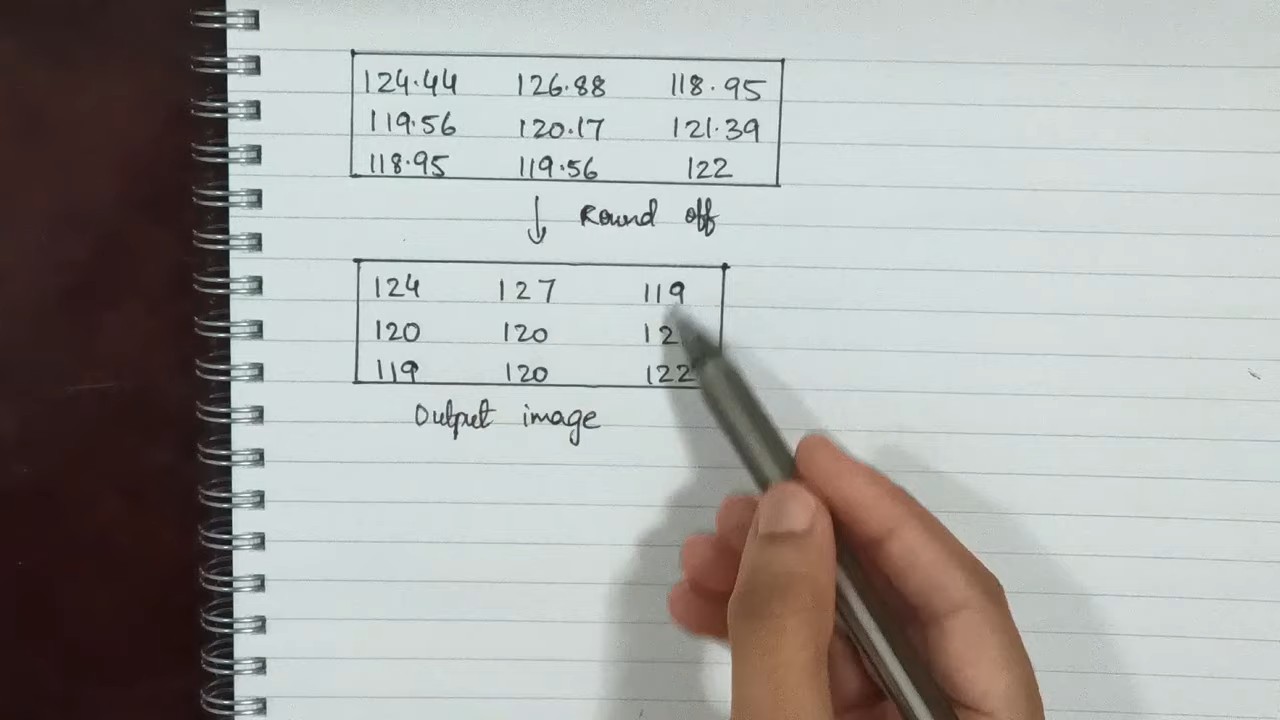 124.44 126.88 118.95
119.56 120.17 121.39
118.95 119.56 122
↓ Round off
124 127 119
120 120 12
119 120 122
Output image